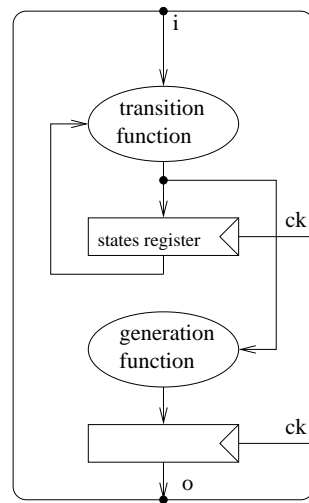 i
transition
function
ck
states register
generation
function
ck
o